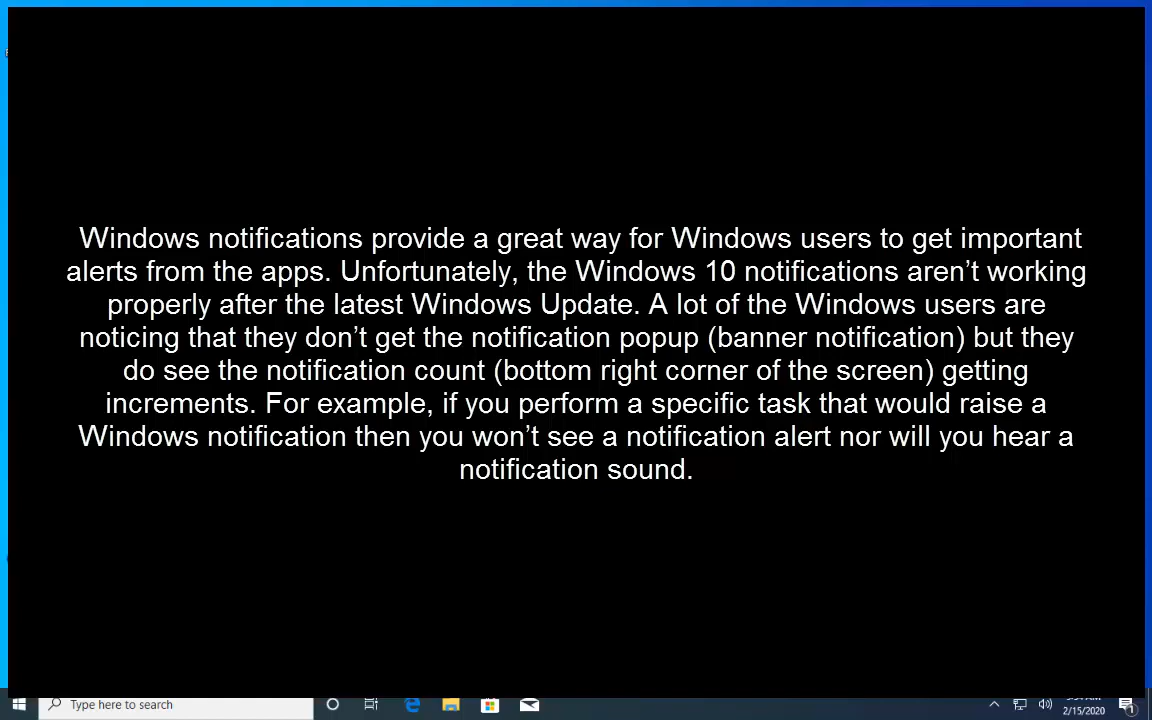 Windows notifications provide a great way for Windows users to get important
alerts from the apps. Unfortunately, the Windows 10 notifications aren’t working
properly after the latest Windows Update. A lot of the Windows users are
noticing that they don’t get the notification popup (banner notification) but they
do see the notification count (bottom right corner of the screen) getting
increments. For example, if you perform a specific task that would raise a
Windows notification then you won’t see a notification alert nor will you hear a
notification sound.
Type here to search
2/15/2020
1